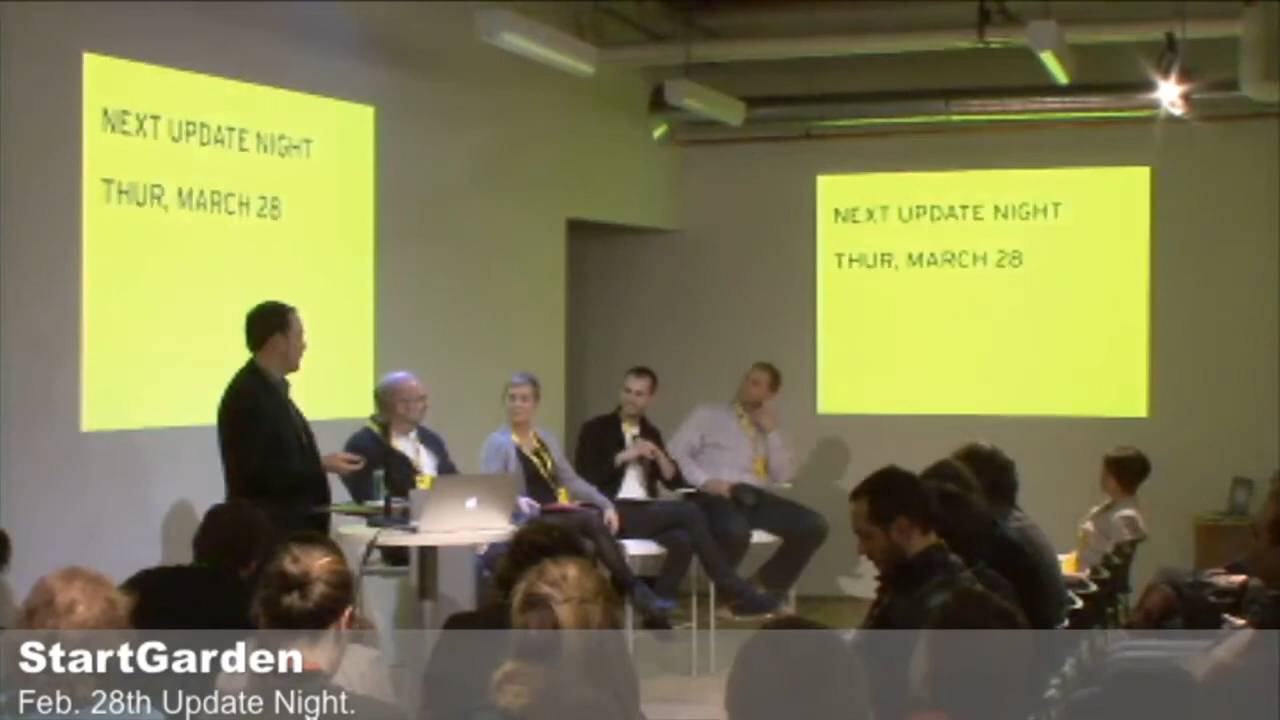 NEXT UPDATE NIGHT
THUR, MARCH 28
NEXT UPDATE NIGHT
THUR, MARCH 28
StartGarden
Feb. 28th Update Night.